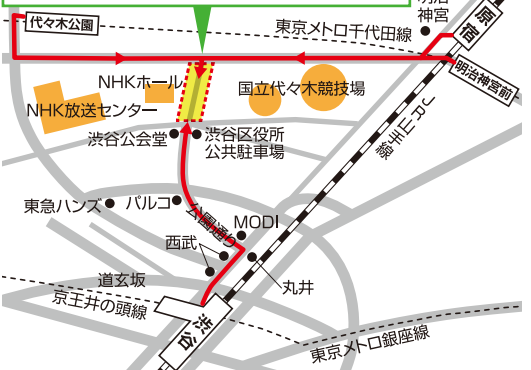 明治
神宮
代々木公園
東京メトロ千代田線
原宿
明治神宮前
NHKホール
国立代々木競技場
NHK放送センター
JR山手線
渋谷公会堂
渋谷区役所
公共駐車場
東急ハンズ
パルコ
公園通り
MODI
西武
丸井
道玄坂
京王井の頭線
渋谷
東京メトロ銀座線